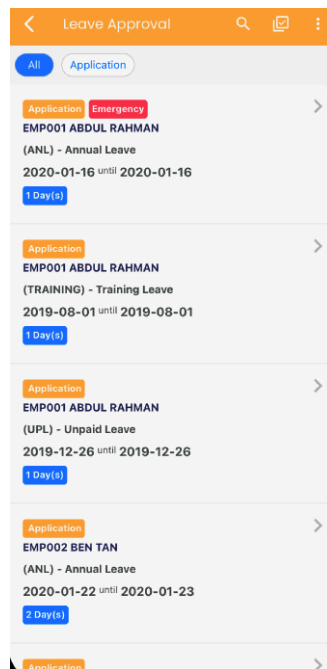 Leave Approval
All Application
Application Emergency
EMP001 ABDUL RAHMAN
(ANL) - Annual Leave
2020-01-16 until 2020-01-16
1 Day(s)
Application
EMP001 ABDUL RAHMAN
(TRAINING) - Training Leave
2019-08-01 until 2019-08-01
1 Day(s)
Application
EMP001 ABDUL RAHMAN
(UPL) - Unpaid Leave
2019-12-26 until 2019-12-26
1 Day(s)
Application
EMP002 BEN TAN
(ANL) - Annual Leave
2020-01-22 until 2020-01-23
2 Day(s)
Application